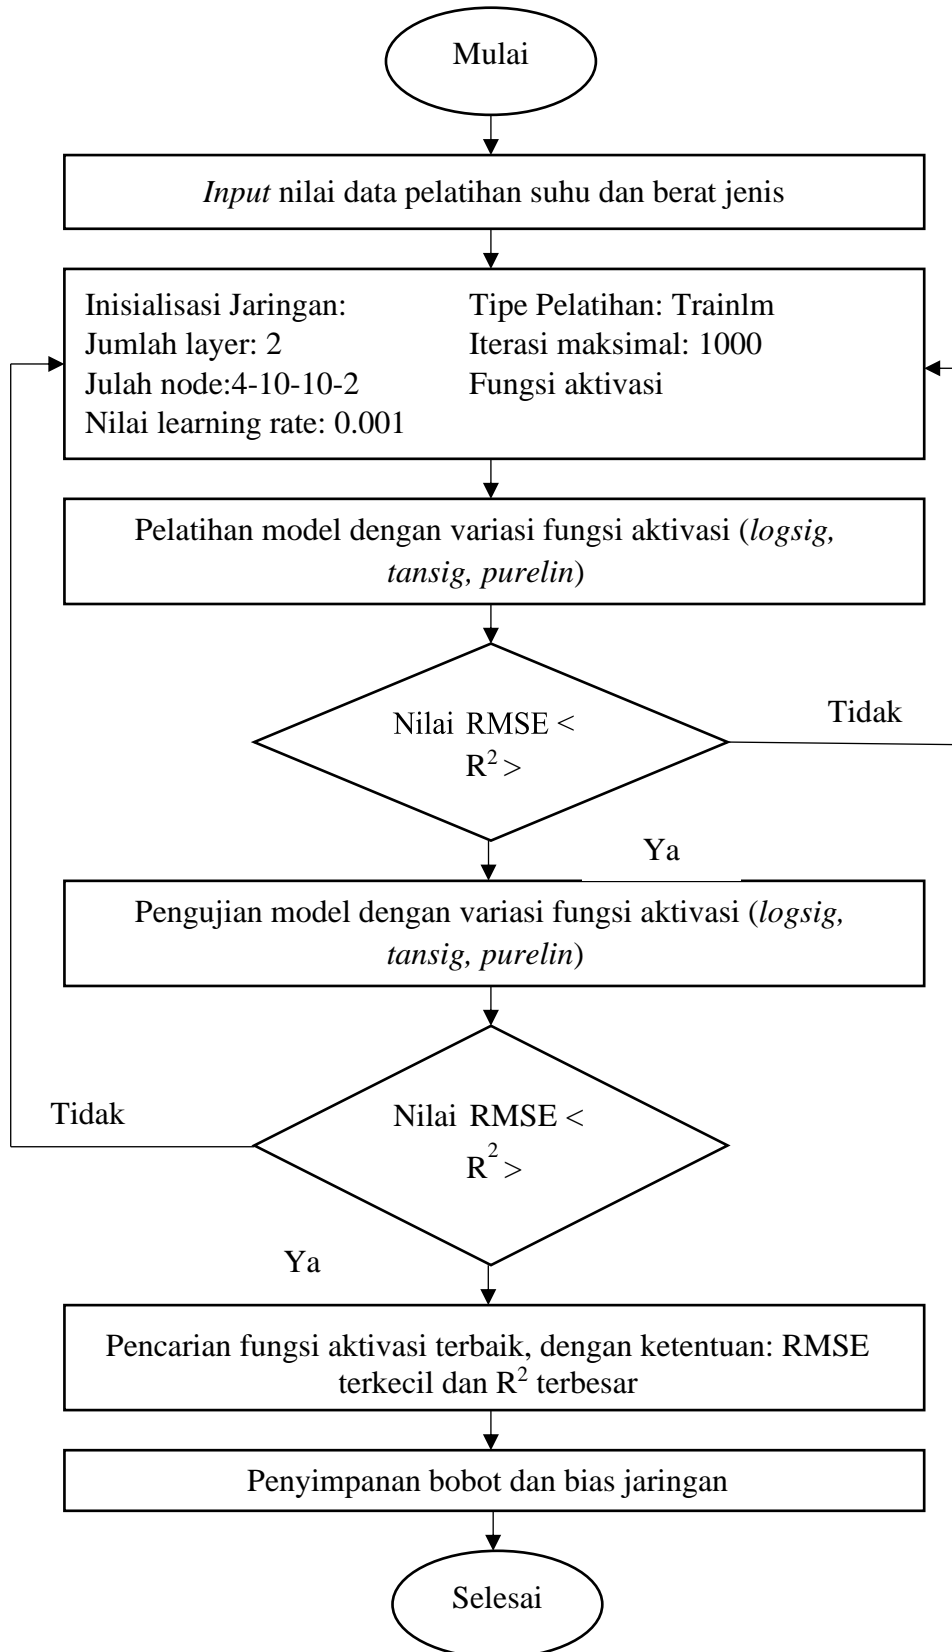 Mulai
Input nilai data pelatihan suhu dan berat jenis
Inisialisasi Jaringan:
Jumlah layer: 2
Julah node:4-10-10-2
Nilai learning rate: 0.001
Tipe Pelatihan: Trainlm
Iterasi maksimal: 1000
Fungsi aktivasi
Pelatihan model dengan variasi fungsi aktivasi (logsig,
tansig, purelin)
Nilai RMSE <
R² >
Tidak
Ya
Pengujian model dengan variasi fungsi aktivasi (logsig,
tansig, purelin)
Nilai RMSE <
R² >
Tidak
Ya
Pencarian fungsi aktivasi terbaik, dengan ketentuan: RMSE
terkecil dan R² terbesar
Penyimpanan bobot dan bias jaringan
Selesai